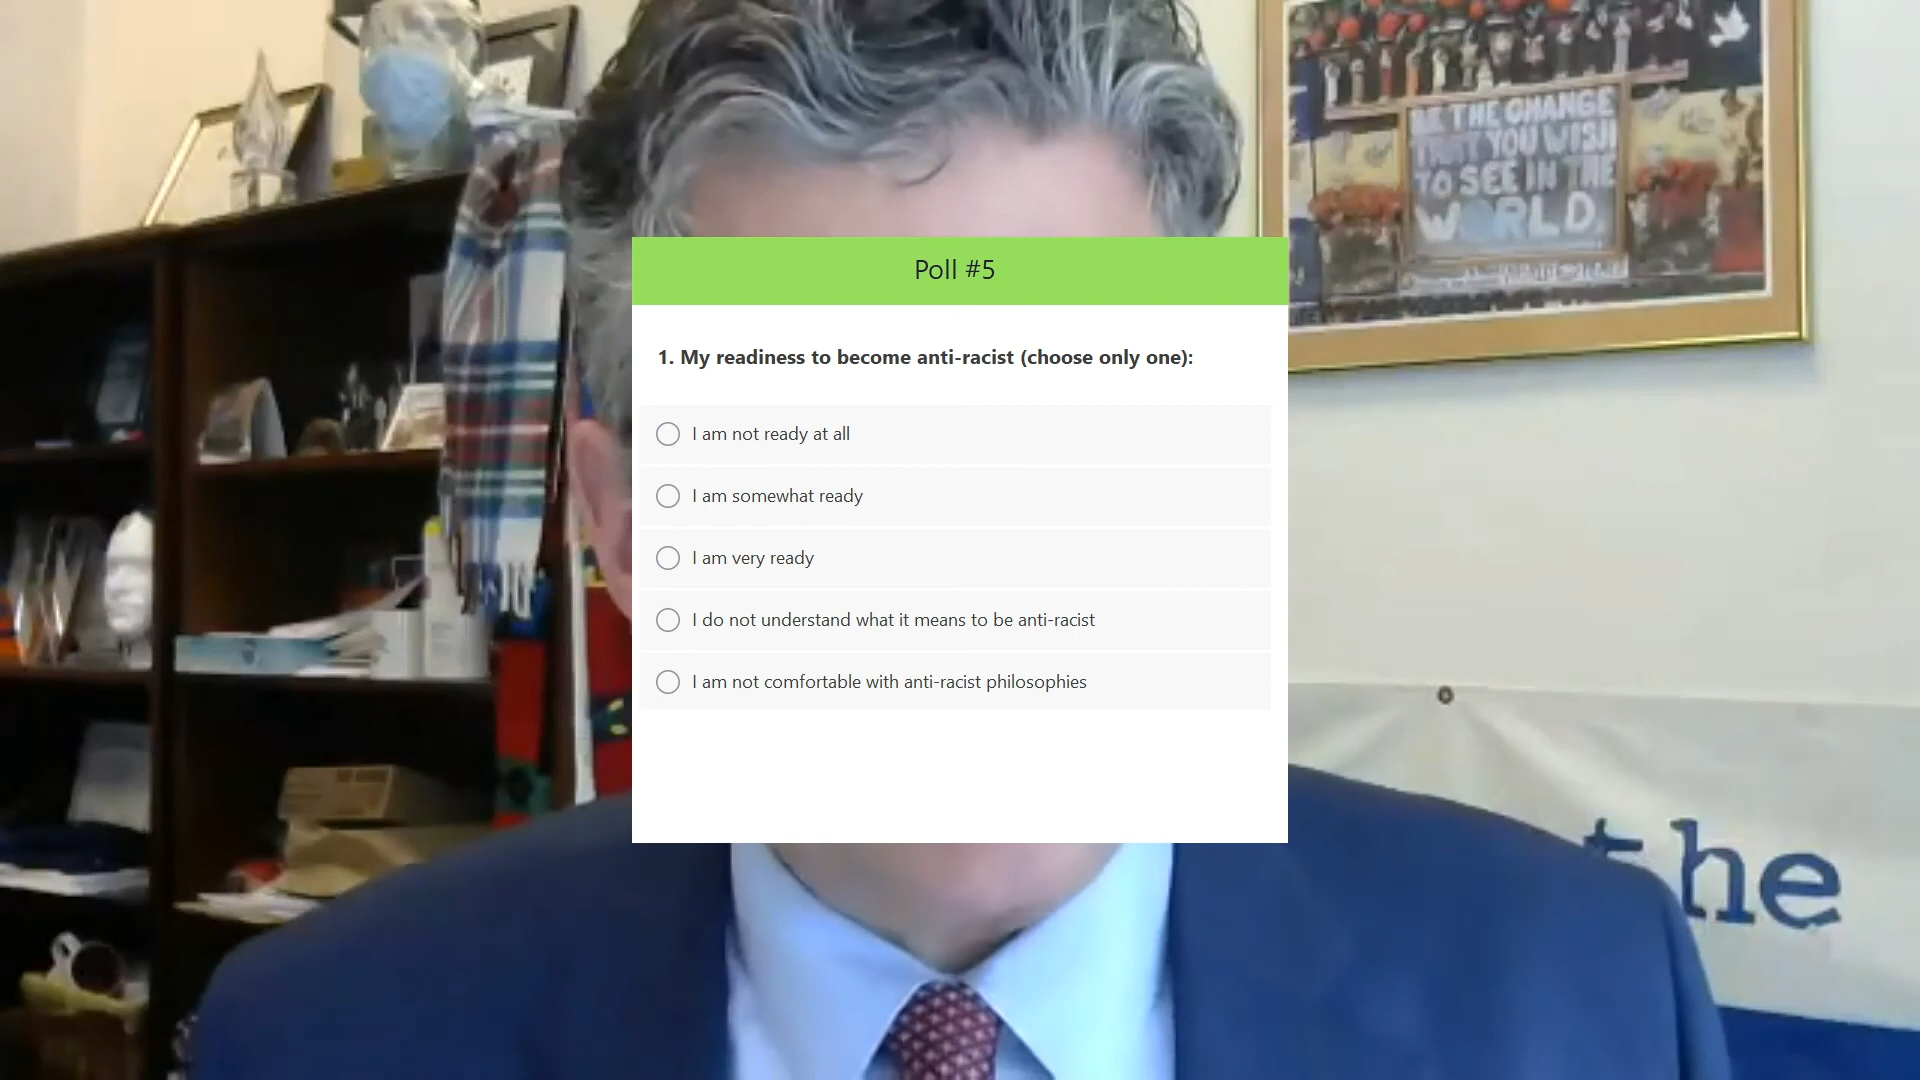 BE THE CHANGE
THAT YOU WISH
TO SEE IN THE
WORLD.
Poll #5
1. My readiness to become anti-racist (choose only one):
I am not ready at all
I am somewhat ready
I am very ready
I do not understand what it means to be anti-racist
I am not comfortable with anti-racist philosophies
the